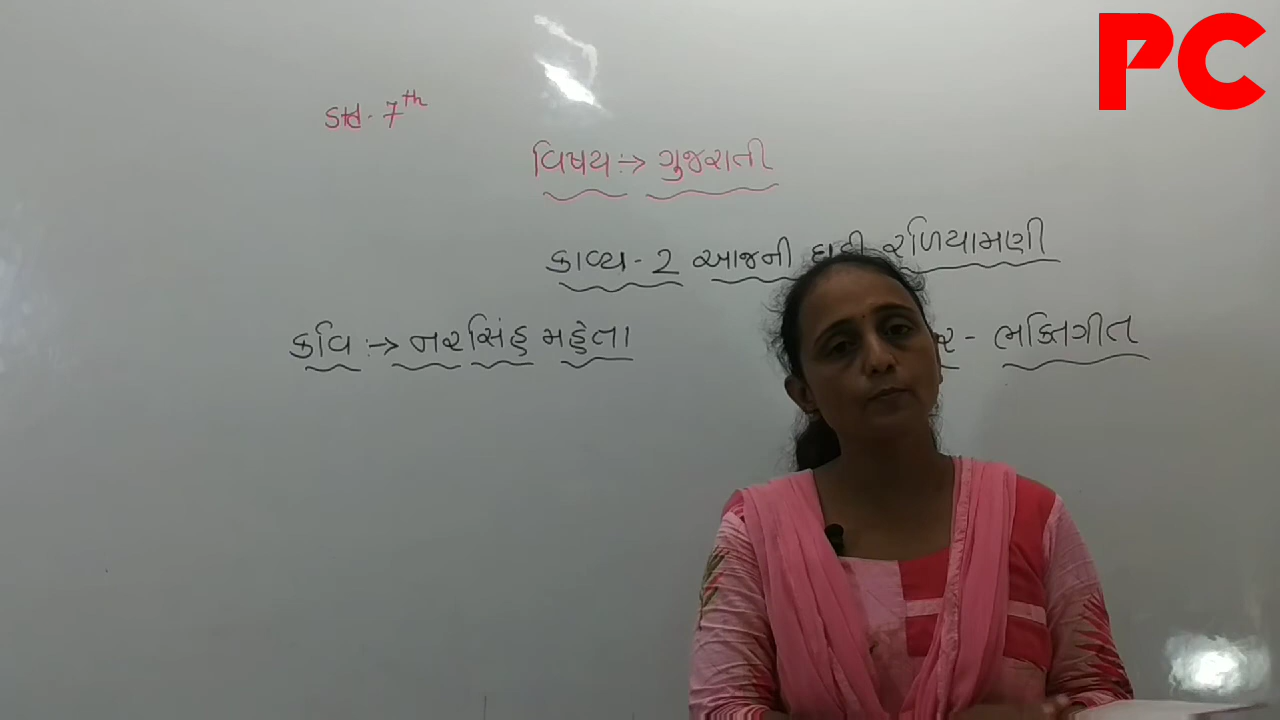 PC
Std. 7th
વિષય :→ ગુજરાતી
કાવ્ય - 2 આજની રળિયામણી
કવિ :→ નરસિંહ મહેતા - ભક્તિગીત